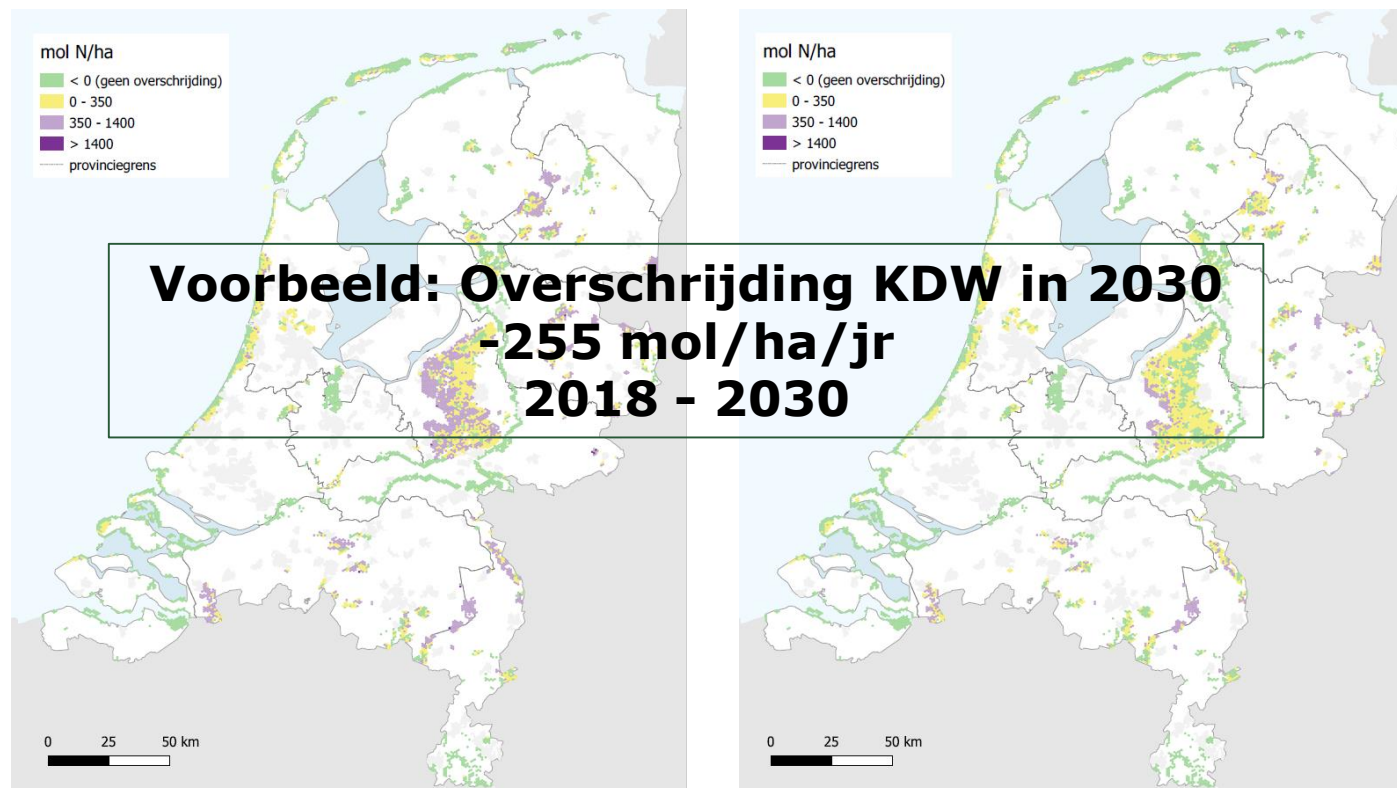 mol N/ha
< 0 (geen overschrijding)
0 - 350
350 - 1400
> 1400
provinciegrens
mol N/ha
< 0 (geen overschrijding)
0 - 350
350 - 1400
> 1400
provinciegrens
Voorbeeld: Overschrijding KDW in 2030
-255 mol/ha/jr
2018 - 2030
0 25 50 km
0 25 50 km